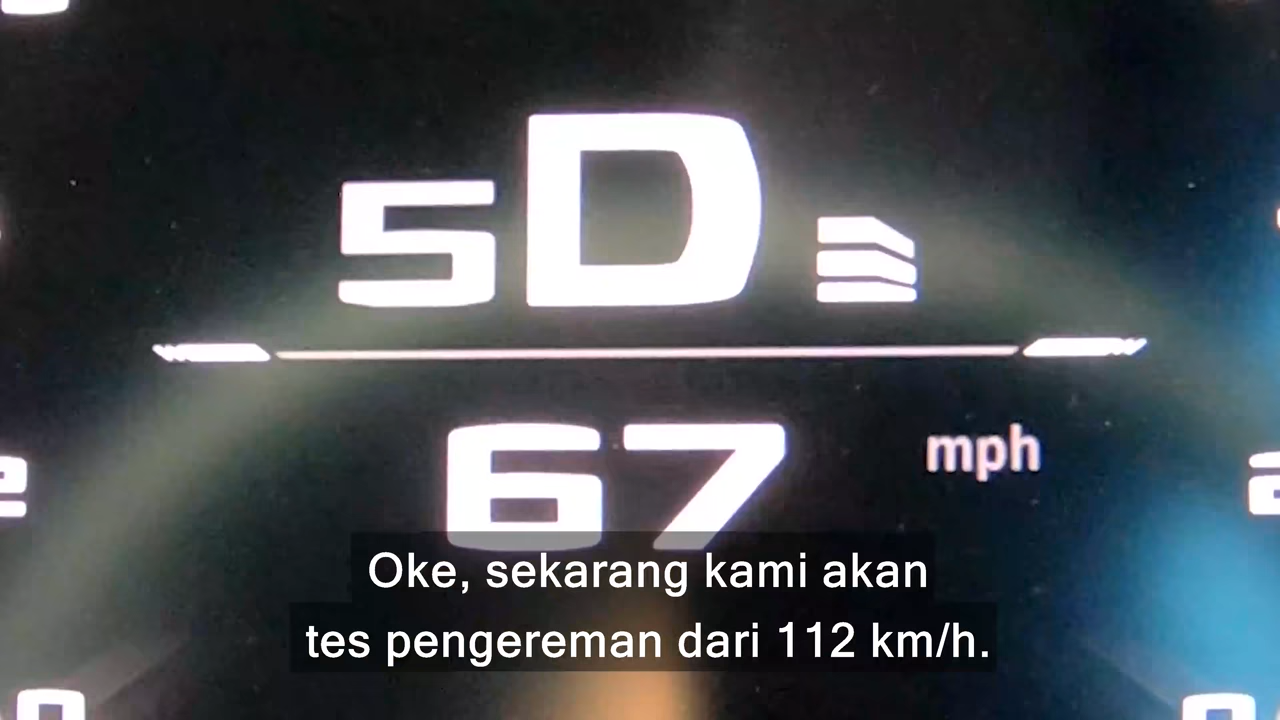 5D
67 mph
Oke, sekarang kami akan
tes pengereman dari 112 km/h.